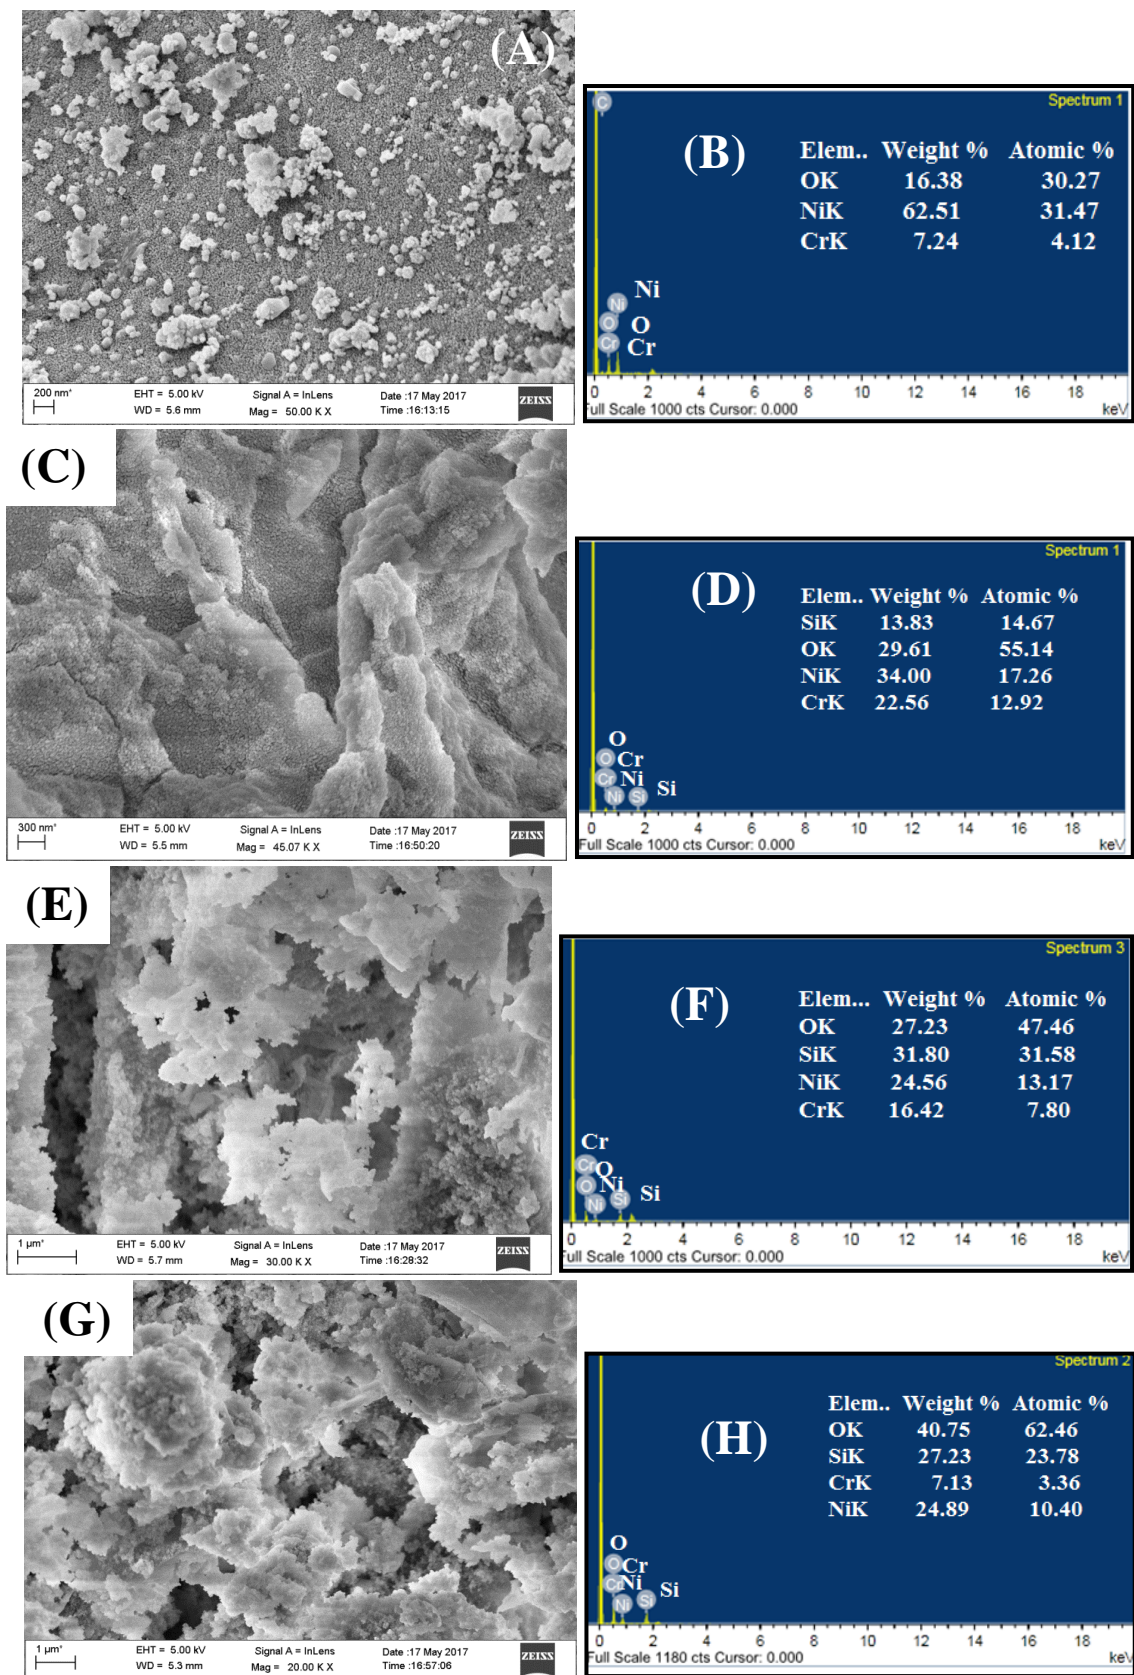 (A)
200 nm*
EHT = 5.00 kV
WD = 5.6 mm
Signal A = InLens
Mag = 50.00 K X
Date :17 May 2017
Time :16:13:15
ZEISS
Spectrum 1
C
(B)
Elem.. Weight % Atomic %
OK 16.38 30.27
NiK 62.51 31.47
CrK 7.24 4.12
Ni Ni
O O
Cr Cr
0 2 4 6 8 10 12 14 16 18
Full Scale 1000 cts Cursor: 0.000 keV
(C)
300 nm*
EHT = 5.00 kV
WD = 5.5 mm
Signal A = InLens
Mag = 45.07 K X
Date :17 May 2017
Time :16:50:20
ZEISS
Spectrum 1
(D)
Elem.. Weight % Atomic %
SiK 13.83 14.67
OK 29.61 55.14
NiK 34.00 17.26
CrK 22.56 12.92
O
O Cr
Cr Ni
Ni Si Si
0 2 4 6 8 10 12 14 16 18
Full Scale 1000 cts Cursor: 0.000 keV
(E)
1 µm*
EHT = 5.00 kV
WD = 5.7 mm
Signal A = InLens
Mag = 30.00 K X
Date :17 May 2017
Time :16:28:32
ZEISS
Spectrum 3
(F)
Elem... Weight % Atomic %
OK 27.23 47.46
SiK 31.80 31.58
NiK 24.56 13.17
CrK 16.42 7.80
Cr
Cr O
O Ni
Ni Si Si
0 2 4 6 8 10 12 14 16 18
Full Scale 1000 cts Cursor: 0.000 keV
(G)
1 µm*
EHT = 5.00 kV
WD = 5.3 mm
Signal A = InLens
Mag = 20.00 K X
Date :17 May 2017
Time :16:57:06
ZEISS
Spectrum 2
(H)
Elem.. Weight % Atomic %
OK 40.75 62.46
SiK 27.23 23.78
CrK 7.13 3.36
NiK 24.89 10.40
O
O Cr
Cr Ni
Ni Si Si
0 2 4 6 8 10 12 14 16 18
Full Scale 1180 cts Cursor: 0.000 keV